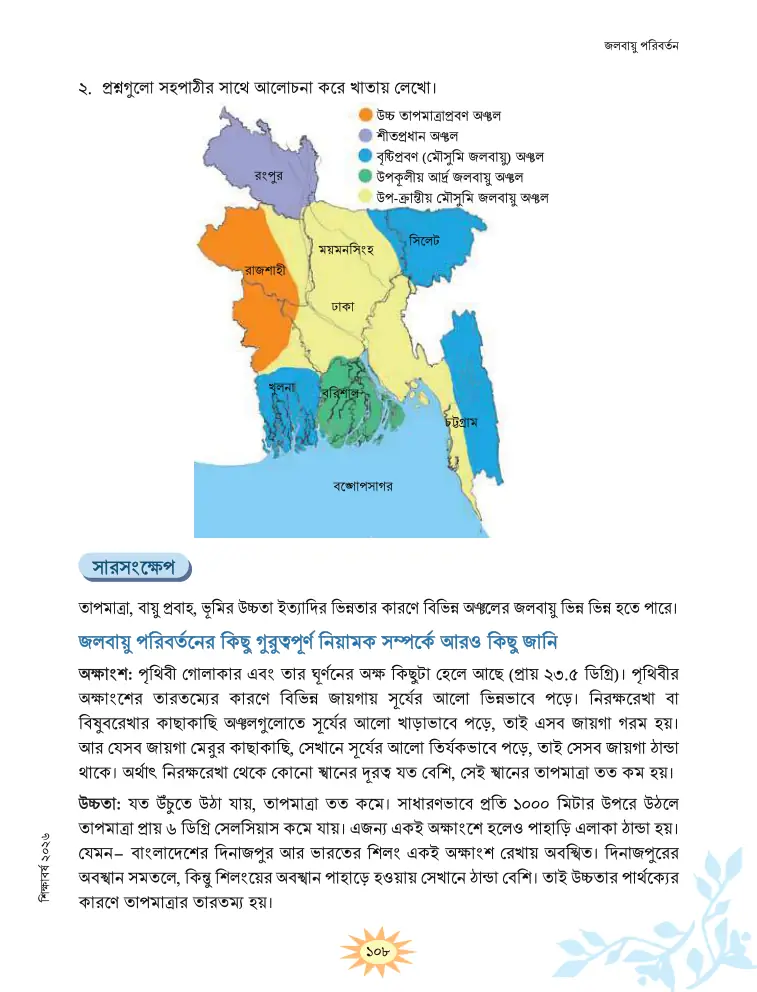 জলবায়ু পরিবর্তন
২. প্রশ্নগুলো সহপাঠীর সাথে আলোচনা করে খাতায় লেখো।
উচ্চ তাপমাত্রাপ্রবণ অঞ্চল
শীতপ্রধান অঞ্চল
বৃষ্টিপ্রবণ (মৌসুমি জলবায়ু) অঞ্চল
উপকূলীয় আর্দ্র জলবায়ু অঞ্চল
উপ-ক্রান্তীয় মৌসুমি জলবায়ু অঞ্চল
রংপুর
সিলেট
ময়মনসিংহ
রাজশাহী
ঢাকা
খুলনা
বরিশাল
চট্টগ্রাম
বঙ্গোপসাগর
সারসংক্ষেপ
তাপমাত্রা, বায়ু প্রবাহ, ভূমির উচ্চতা ইত্যাদির ভিন্নতার কারণে বিভিন্ন অঞ্চলের জলবায়ু ভিন্ন ভিন্ন হতে পারে।
জলবায়ু পরিবর্তনের কিছু গুরুত্বপূর্ণ নিয়ামক সম্পর্কে আরও কিছু জানি
অক্ষাংশ: পৃথিবী গোলাকার এবং তার ঘূর্ণনের অক্ষ কিছুটা হেলে আছে (প্রায় ২৩.৫ ডিগ্রি)। পৃথিবীর
অক্ষাংশের তারতম্যের কারণে বিভিন্ন জায়গায় সূর্যের আলো ভিন্নভাবে পড়ে। নিরক্ষরেখা বা
বিষুবরেখার কাছাকাছি অঞ্চলগুলোতে সূর্যের আলো খাড়াভাবে পড়ে, তাই এসব জায়গা গরম হয়।
আর যেসব জায়গা মেরুর কাছাকাছি, সেখানে সূর্যের আলো তির্যকভাবে পড়ে, তাই সেসব জায়গা ঠান্ডা
থাকে। অর্থাৎ নিরক্ষরেখা থেকে কোনো স্থানের দূরত্ব যত বেশি, সেই স্থানের তাপমাত্রা তত কম হয়।
উচ্চতা: যত উঁচুতে উঠা যায়, তাপমাত্রা তত কমে। সাধারণভাবে প্রতি ১০০০ মিটার উপরে উঠলে
তাপমাত্রা প্রায় ৬ ডিগ্রি সেলসিয়াস কমে যায়। এজন্য একই অক্ষাংশে হলেও পাহাড়ি এলাকা ঠান্ডা হয়।
যেমন– বাংলাদেশের দিনাজপুর আর ভারতের শিলং একই অক্ষাংশ রেখায় অবস্থিত। দিনাজপুরের
অবস্থান সমতলে, কিন্তু শিলংয়ের অবস্থান পাহাড়ে হওয়ায় সেখানে ঠান্ডা বেশি। তাই উচ্চতার পার্থক্যের
কারণে তাপমাত্রার তারতম্য হয়।
শিক্ষাবর্ষ ২০২৬
১০৮